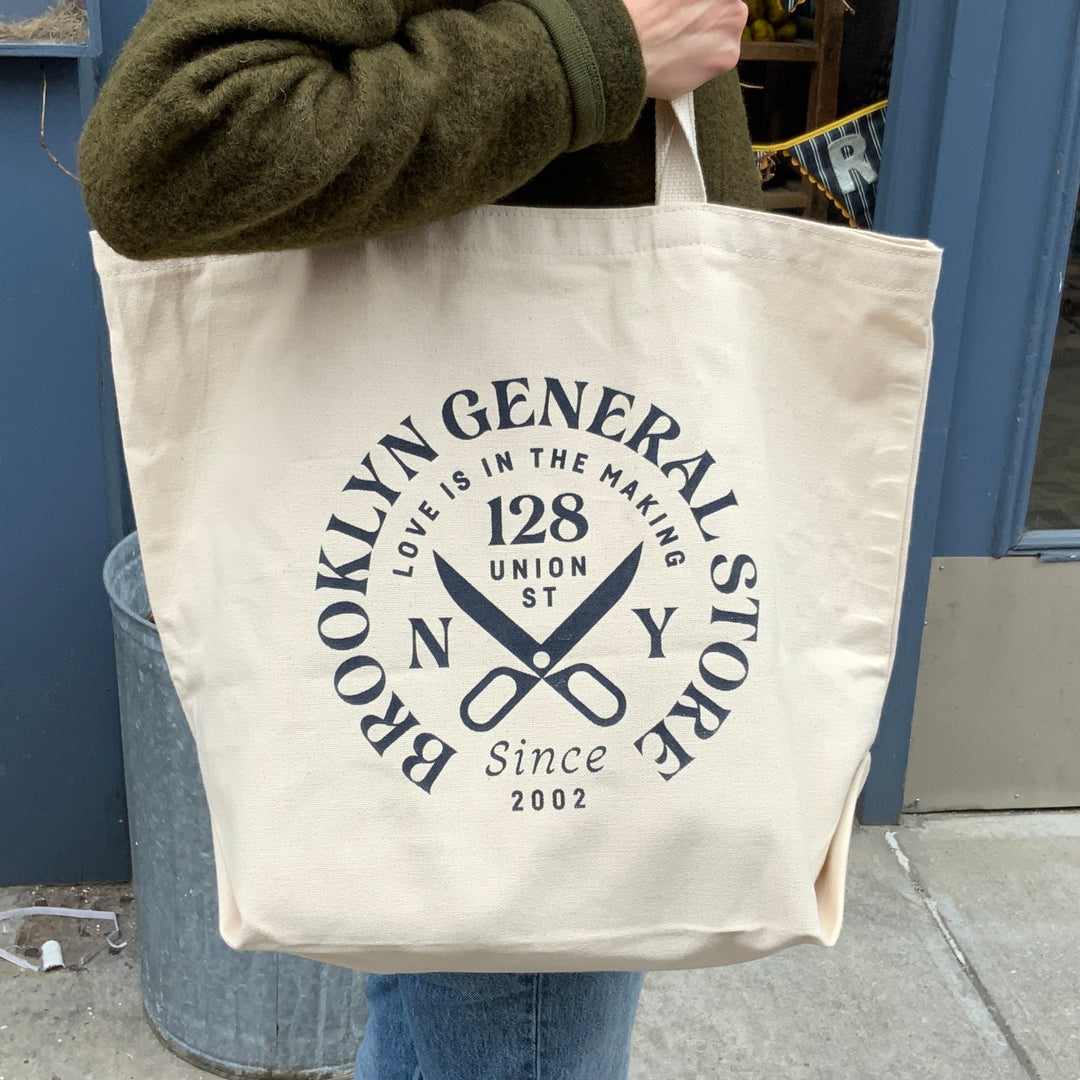 BROOKLYN GENERAL STORE
LOVE IS IN THE MAKING
128
UNION
ST
N Y
Since
2002
R